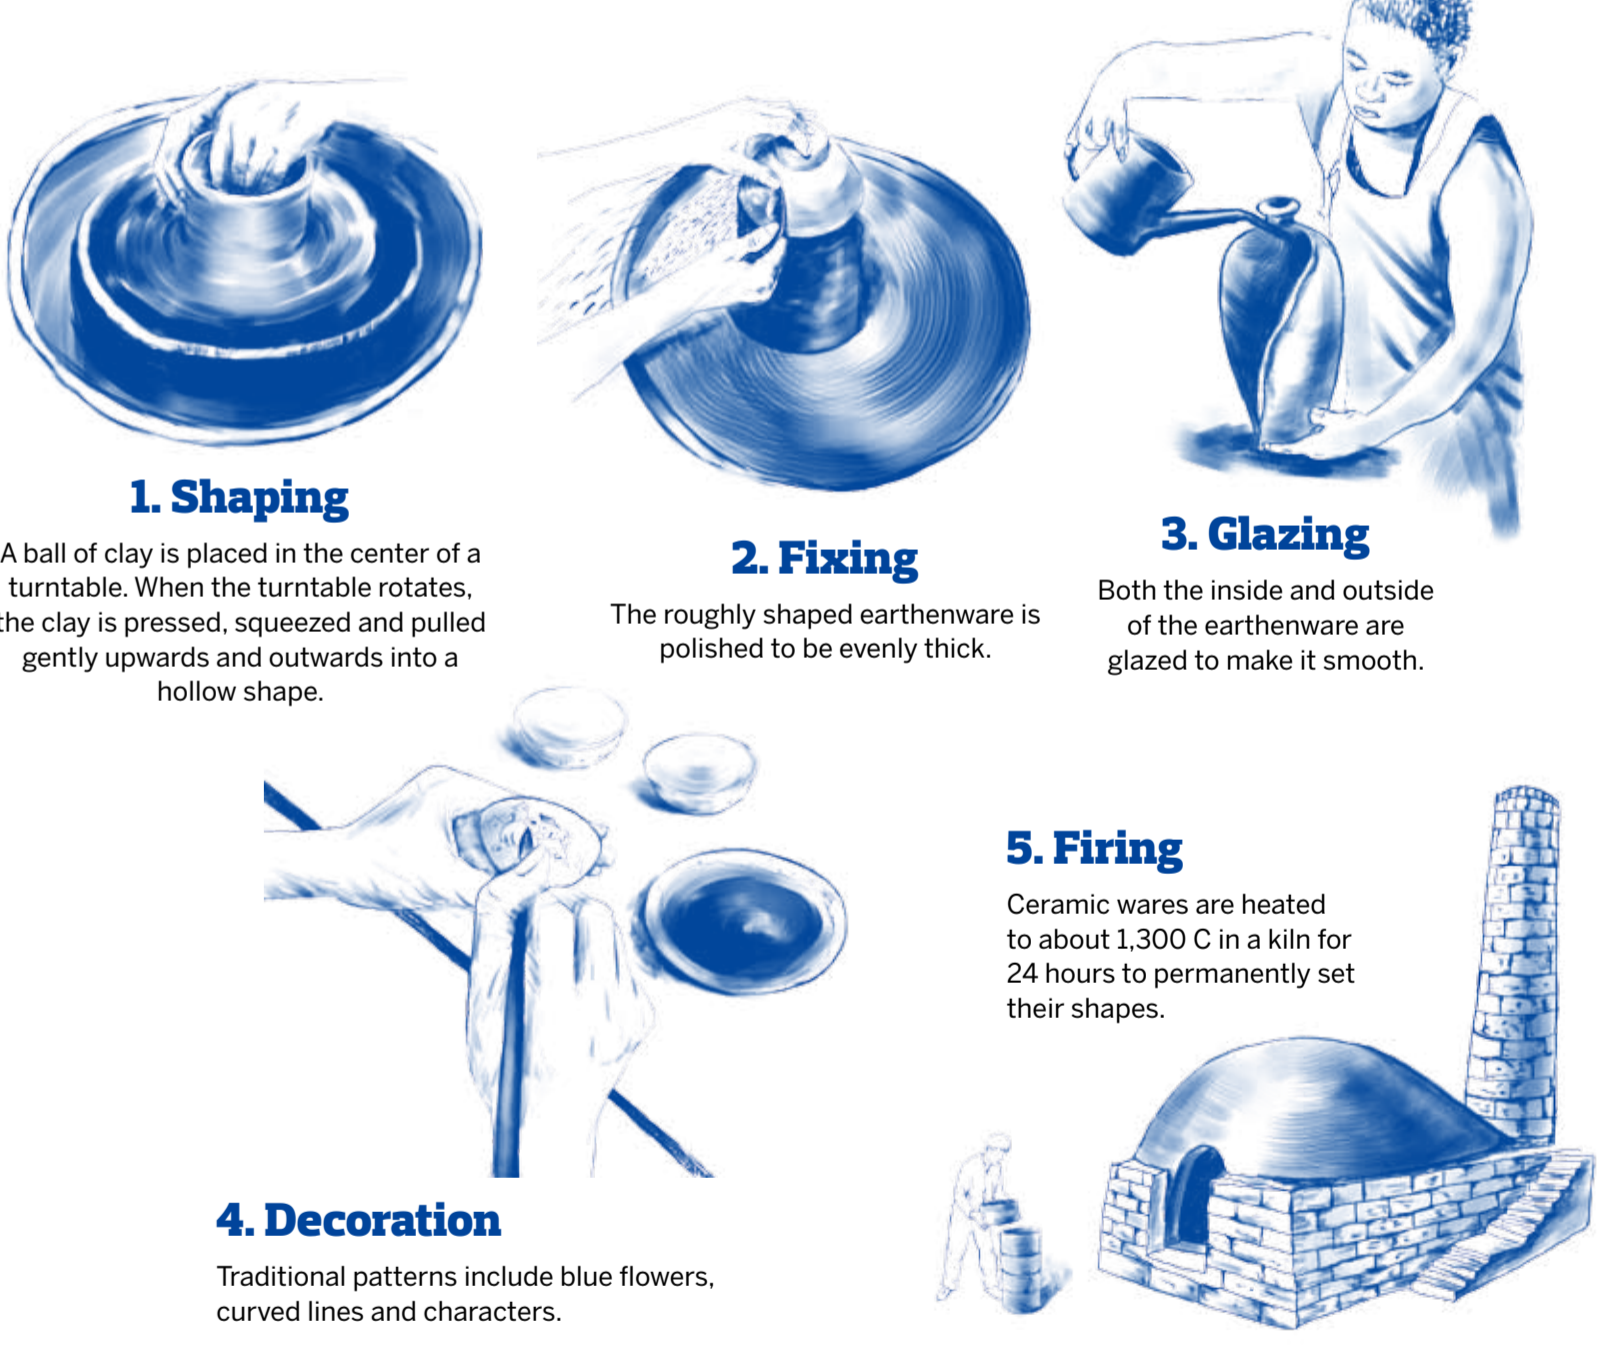 1. Shaping
A ball of clay is placed in the center of a
turntable. When the turntable rotates,
the clay is pressed, squeezed and pulled
gently upwards and outwards into a
hollow shape.
2. Fixing
The roughly shaped earthenware is
polished to be evenly thick.
3. Glazing
Both the inside and outside
of the earthenware are
glazed to make it smooth.
4. Decoration
Traditional patterns include blue flowers,
curved lines and characters.
5. Firing
Ceramic wares are heated
to about 1,300 C in a kiln for
24 hours to permanently set
their shapes.